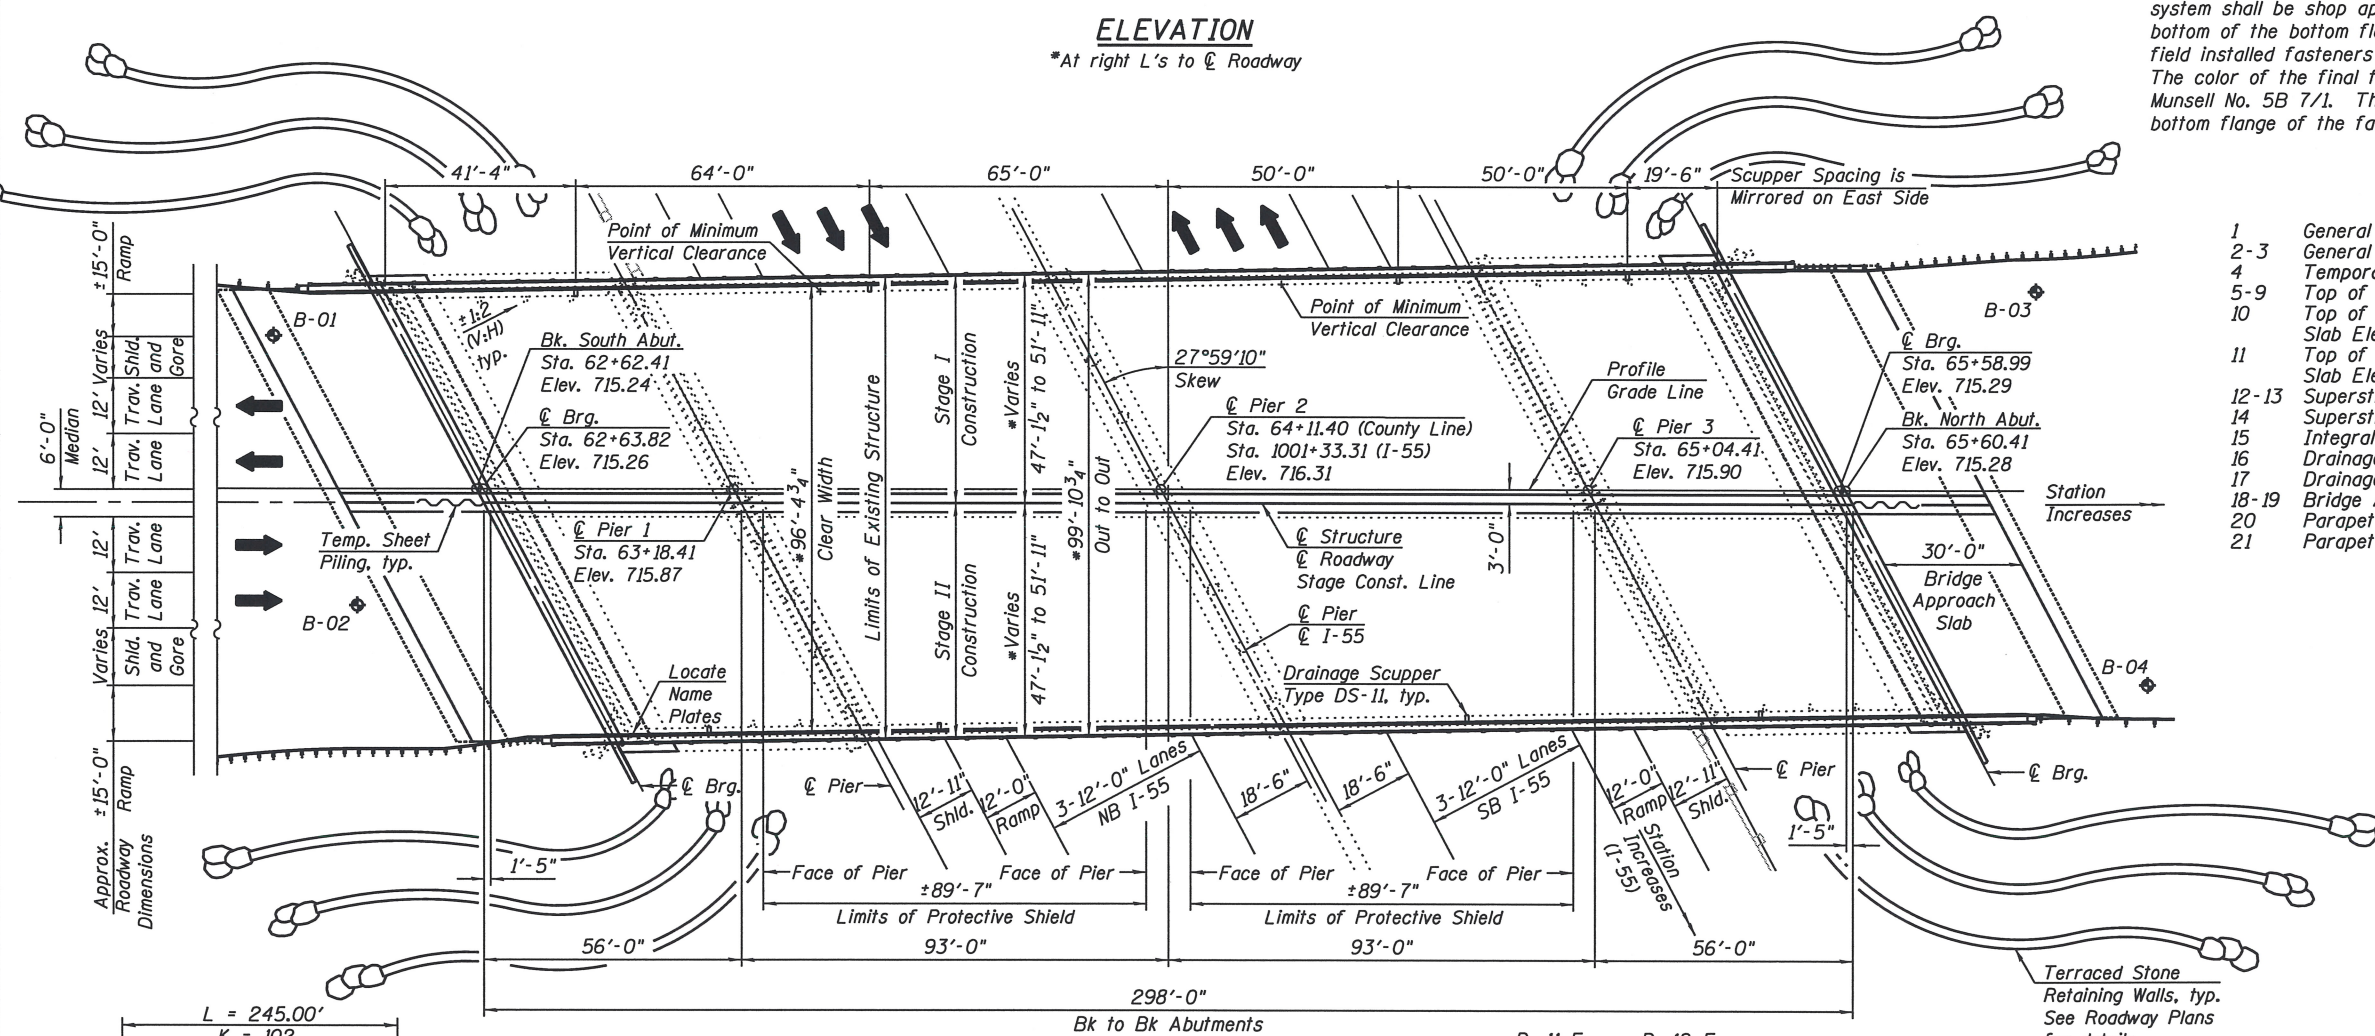 ELEVATION
*At right L's to ℄ Roadway
system shall be shop ap
bottom of the bottom fl
field installed fasteners
The color of the final f
Munsell No. 5B 7/1. Th
bottom flange of the fa
41'-4"
64'-0"
65'-0"
50'-0"
50'-0"
19'-6"
Scupper Spacing is
Mirrored on East Side
Point of Minimum
Vertical Clearance
Point of Minimum
Vertical Clearance
1 General
2-3 General
4 Tempora
5-9 Top of
10 Top of
Slab Ele
11 Top of
Slab Ele
12-13 Superst
14 Superst
15 Integral
16 Drainag
17 Drainag
18-19 Bridge
20 Parapet
21 Parapet
±15'-0"
Ramp
Varies
Shld.
and
Gore
12'
Trav.
Lane
12'
Trav.
Lane
6'-0"
Median
12'
Trav.
Lane
12'
Trav.
Lane
Varies
Shld.
and
Gore
±15'-0"
Ramp
Approx.
Roadway
Dimensions
B-01
B-02
B-03
B-04
±1:2
(V:H)
typ.
Bk. South Abut.
Sta. 62+62.41
Elev. 715.24
℄ Brg.
Sta. 62+63.82
Elev. 715.26
℄ Pier 1
Sta. 63+18.41
Elev. 715.87
Temp. Sheet
Piling, typ.
*96'-4¾"
Clear Width
Limits of Existing Structure
Stage I
Construction
*Varies
47'-1½" to 51'-11"
Stage II
Construction
*Varies
47'-1½" to 51'-11"
*99'-10¾"
Out to Out
27°59'10"
Skew
℄ Pier 2
Sta. 64+11.40 (County Line)
Sta. 1001+33.31 (I-55)
Elev. 716.31
Profile
Grade Line
℄ Pier 3
Sta. 65+04.41
Elev. 715.90
℄ Brg.
Sta. 65+58.99
Elev. 715.29
Bk. North Abut.
Sta. 65+60.41
Elev. 715.28
Station
Increases
℄ Structure
℄ Roadway
Stage Const. Line
3'-0"
30'-0"
Bridge
Approach
Slab
℄ Pier
℄ I-55
Locate
Name
Plates
Drainage Scupper
Type DS-11, typ.
℄ Brg.
℄ Pier
12'-11"
Shld.
12'-0"
Ramp
3-12'-0" Lanes
NB I-55
18'-6"
18'-6"
3-12'-0" Lanes
SB I-55
12'-0"
Ramp
12'-11"
Shld.
℄ Pier
℄ Brg.
Station
Increases
(I-55)
1'-5"
1'-5"
Face of Pier
Face of Pier
±89'-7"
Limits of Protective Shield
Face of Pier
Face of Pier
±89'-7"
Limits of Protective Shield
56'-0"
93'-0"
93'-0"
56'-0"
298'-0"
Bk to Bk Abutments
Terraced Stone
Retaining Walls, typ.
See Roadway Plans
L = 245.00'